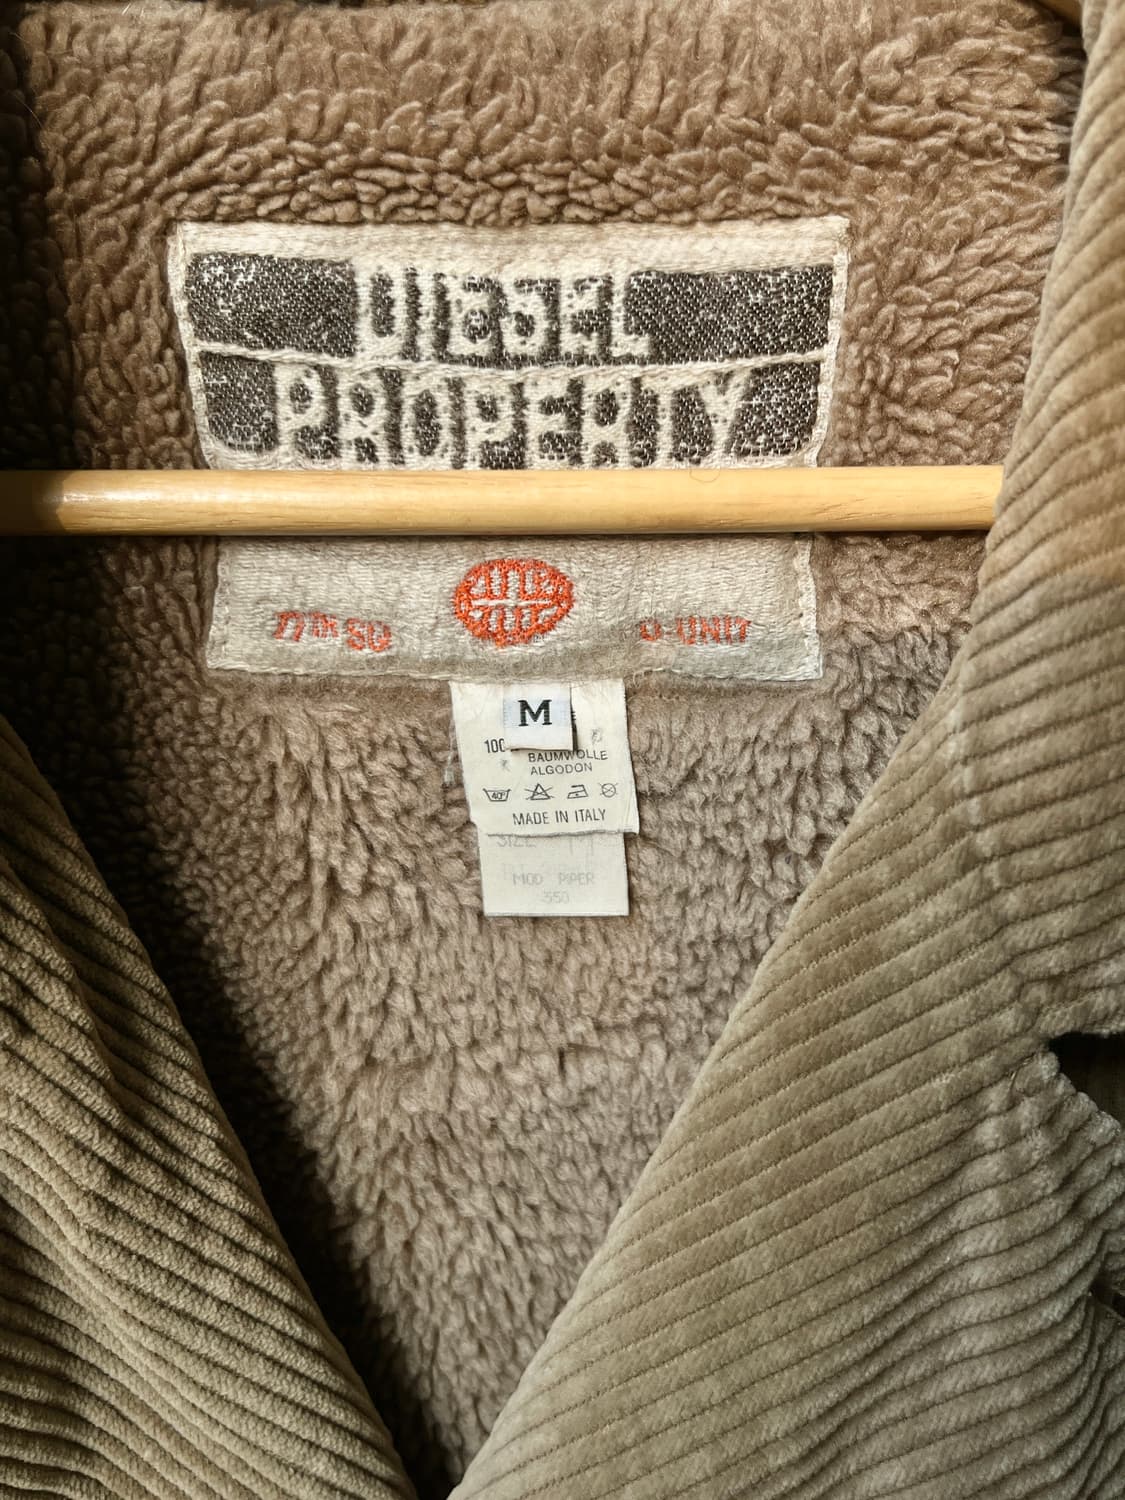 DIESEL
PROPERTY
77TH SQ D-UNIT
M
100
BAUMWOLLE
ALGODON
40°
MADE IN ITALY
SIZE M
MOD PIPER
550